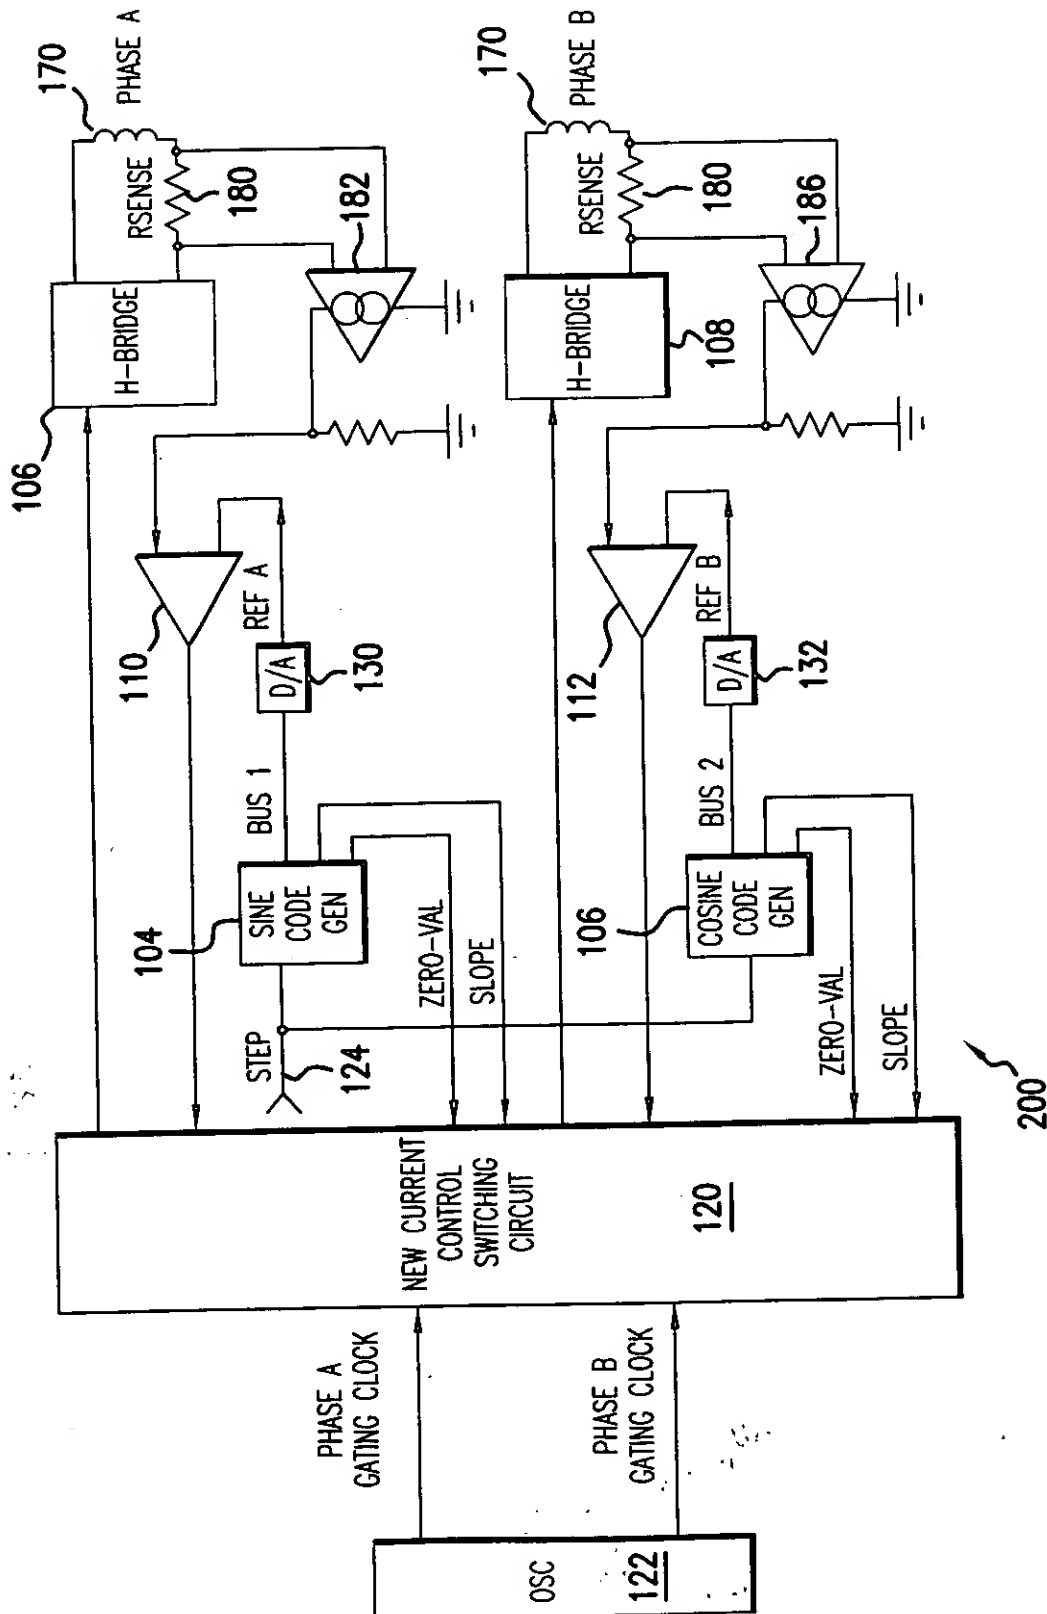 170
PHASE A
RSENSE
180
182
H-BRIDGE
106
110
REF A
D/A
130
BUS 1
SINE
CODE
GEN
104
ZERO-VAL
SLOPE
STEP
124
170
PHASE B
RSENSE
180
186
H-BRIDGE
108
112
REF B
D/A
132
BUS 2
COSINE
CODE
GEN
106
ZERO-VAL
SLOPE
NEW CURRENT
CONTROL
SWITCHING
CIRCUIT
120
PHASE A
GATING CLOCK
PHASE B
GATING CLOCK
OSC
122
200